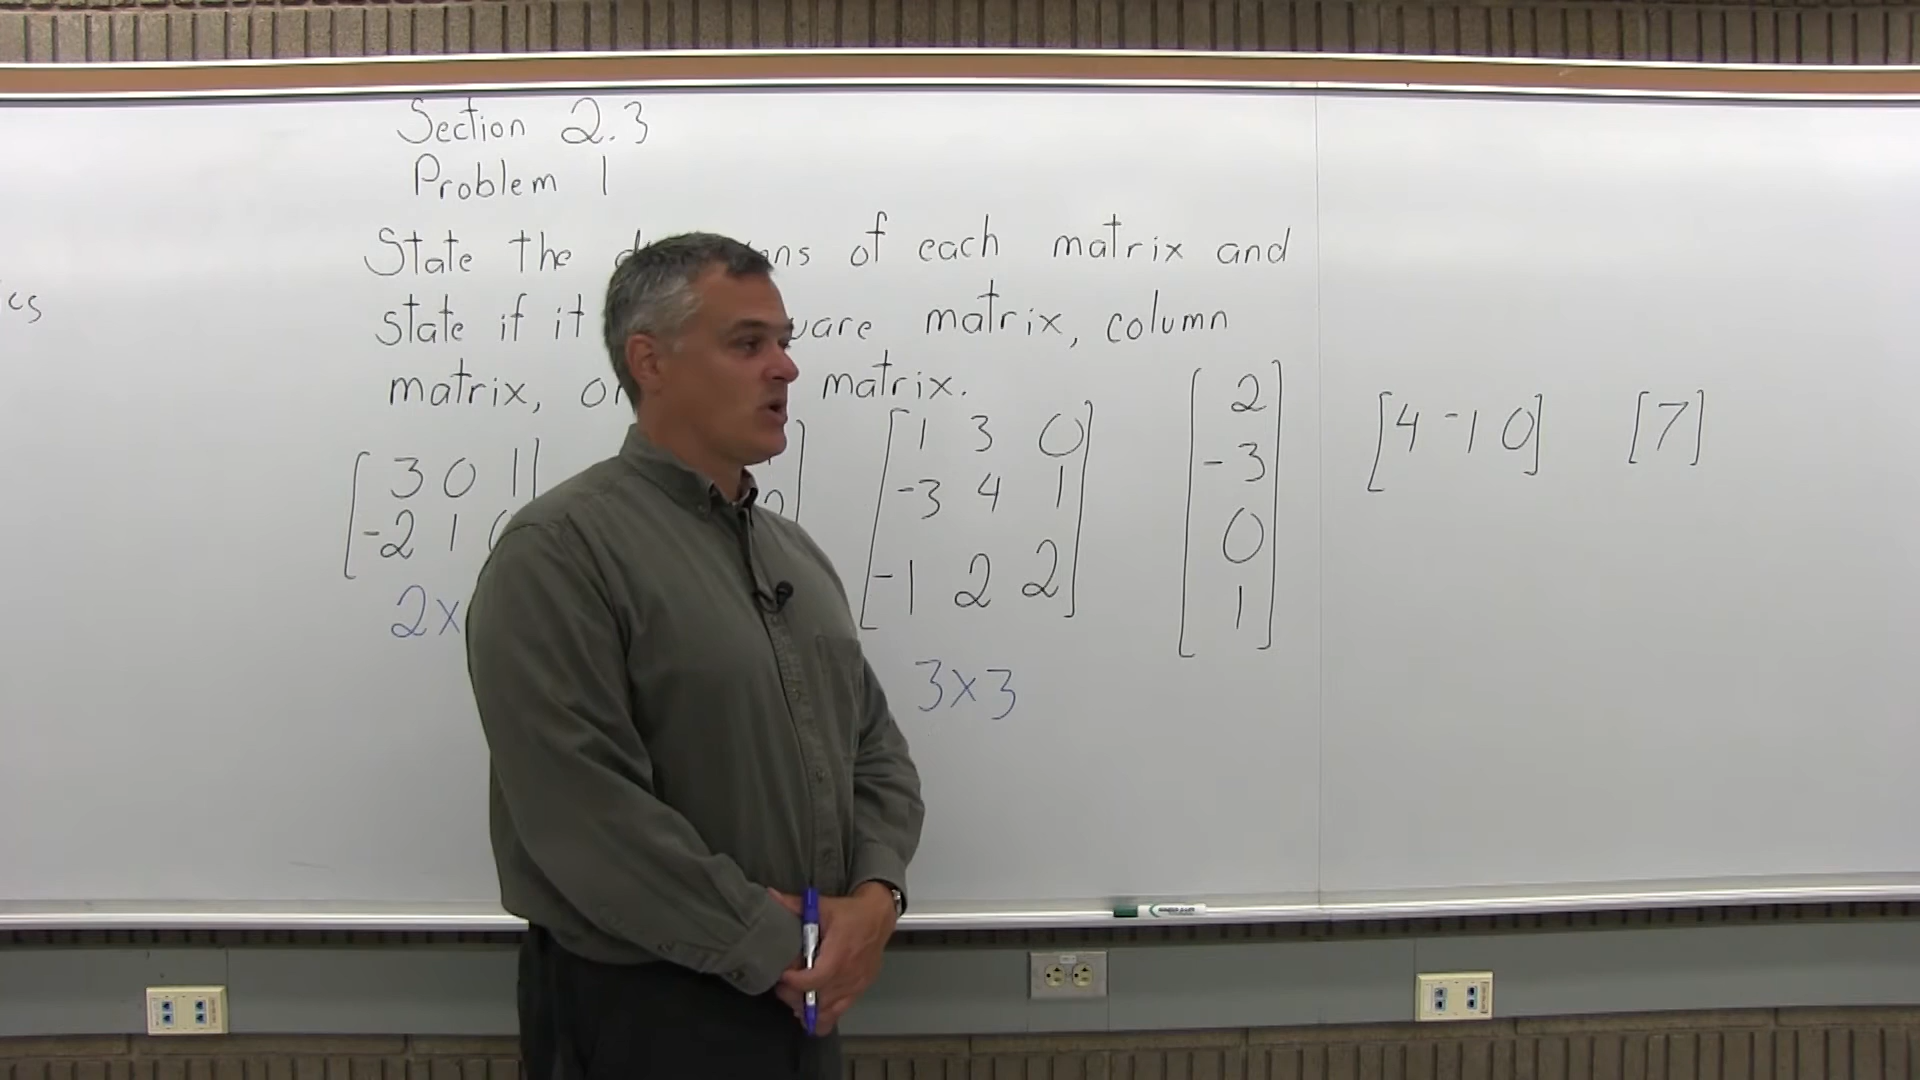 Section 2.3
Problem 1
State the of each matrix and
state if it matrix, column
matrix, matrix.
3 0 1
-2 1
2x
1 3 0
-3 4 1
-1 2 2
3x3
2
-3
0
1
[4 -1 0]
[7]